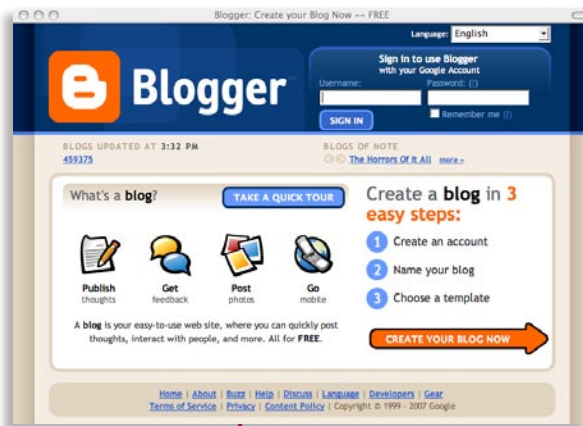 Blogger: Create your Blog Now -- FREE
Language: English
Blogger
Sign in to use Blogger
with your Google Account
Username: Password: (?)
SIGN IN
Remember me (?)
BLOGS UPDATED AT 3:32 PM
459375
BLOGS OF NOTE
The Horrors Of It All more »
What's a blog?
TAKE A QUICK TOUR
Publish
thoughts
Get
feedback
Post
photos
Go
mobile
A blog is your easy-to-use web site, where you can quickly post
thoughts, interact with people, and more. All for FREE.
Create a blog in 3
easy steps:
1 Create an account
2 Name your blog
3 Choose a template
CREATE YOUR BLOG NOW
Home | About | Buzz | Help | Discuss | Language | Developers | Gear
Terms of Service | Privacy | Content Policy | Copyright © 1999 - 2007 Google